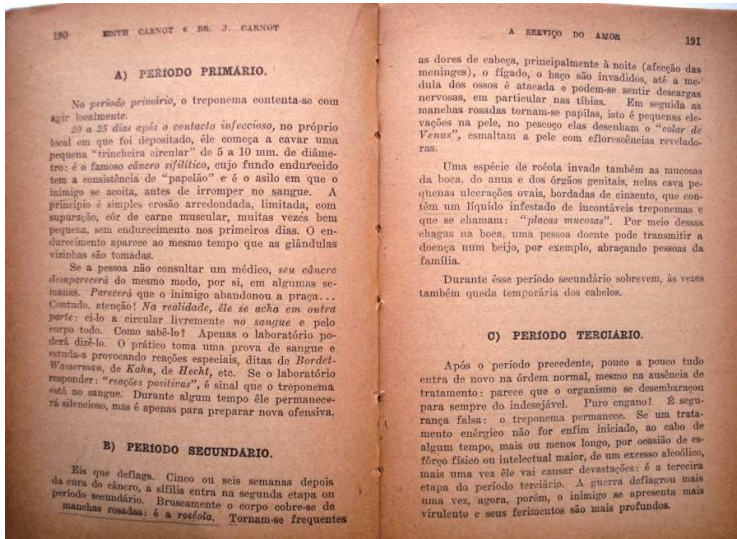 190 EDITH CARNOT e DR. J. CARNOT
A) PERÍODO PRIMÁRIO.
No período primário, o treponema contenta-se com
agir localmente.
20 a 25 dias após o contacto infeccioso, no próprio
local em que foi depositado, êle começa a cavar uma
pequena "trincheira circular" de 5 a 10 mm. de diâme-
tro: é o famoso câncro sifilítico, cujo fundo endurecido
tem a consistência de "papelão" e é o asilo em que o
inimigo se acoita, antes de irromper no sangue. A
princípio é simples erosão arredondada, limitada, com
supuração, côr de carne muscular, muitas vezes bem
pequena, sem endurecimento nos primeiros dias. O en-
durecimento aparece ao mesmo tempo que as glândulas
vizinhas são tomadas.
Se a pessoa não consultar um médico, seu câncro
desaparecerá do mesmo modo, por si, em algumas se-
manas. Parecerá que o inimigo abandonou a praça...
Contudo, atenção! Na realidade, êle se acha em outra
parte: ei-lo a circular livremente no sangue e pelo
corpo todo. Como sabê-lo? Apenas o laboratório po-
derá dizê-lo. O prático toma uma prova de sangue e
estuda-a provocando reações especiais, ditas de Bordet-
Wasserman, de Kahn, de Hecht, etc. Se o laboratório
responder: "reações positivas", é sinal que o treponema
está no sangue. Durante algum tempo êle permanece-
rá silencioso, mas é apenas para preparar nova ofensiva.
B) PERÍODO SECUNDÁRIO.
Eis que deflaga. Cinco ou seis semanas depois
da cura do câncro, a sífilis entra na segunda etapa ou
período secundário. Bruscamente o corpo cobre-se de
manchas rosadas: é a roséola. Tornam-se frequentes
A SERVIÇO DO AMOR 191
as dores de cabeça, principalmente à noite (afecção das
meninges), o fígado, o baço são invadidos, até a me-
dula dos ossos é atacada e podem-se sentir descargas
nervosas, em particular nas tíbias. Em seguida as
manchas rosadas tornam-se papilas, isto é pequenas ele-
vações na pele, no pescoço elas desenham o "colar de
Venus", esmaltam a pele com eflorescências revelado-
ras.
Uma espécie de roéola invade também as mucosas
da boca, do anus e dos órgãos genitais, nelas cava pe-
quenas ulcerações ovais, bordadas de cinzento, que con-
têm um líquido infestado de incontáveis treponemas e
que se chamam: "placas mucosas". Por meio dessas
chagas na boca, uma pessoa doente pode transmitir a
doença num beijo, por exemplo, abraçando pessoas da
família.
Durante êsse período secundário sobrevem, às vezes
também queda temporária dos cabelos.
C) PERÍODO TERCIÁRIO.
Após o período precedente, pouco a pouco tudo
entra de novo na órdem normal, mesmo na ausência de
tratamento: parece que o organismo se desembaraçou
para sempre do indesejável. Puro engano! É segu-
rança falsa: o treponema permanece. Se um trata-
mento enérgico não for enfim iniciado, ao cabo de
algum tempo, mais ou menos longo, por ocasião de es-
fôrço físico ou intelectual maior, de um excesso alcoólico,
mais uma vez êle vai causar devastações: é a terceira
etapa do período terciário. A guerra deflagrou mais
uma vez, agora, porém, o inimigo se apresenta mais
virulento e seus ferimentos são mais profundos.